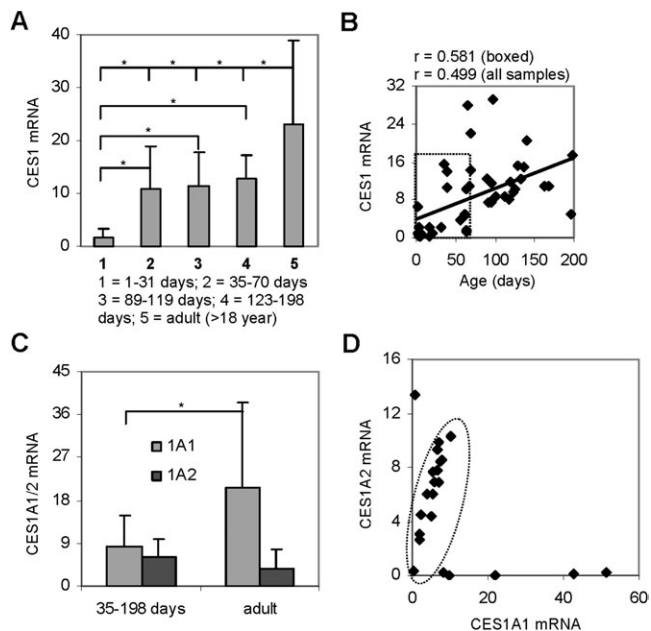 A
CES1 mRNA
40
30
20
10
0
* * * *
*
*
*
1 2 3 4 5
1 = 1-31 days; 2 = 35-70 days
3 = 89-119 days; 4 = 123-198
days; 5 = adult (>18 year)
B
r = 0.581 (boxed)
r = 0.499 (all samples)
CES1 mRNA
32
24
16
8
0
0 50 100 150 200
Age (days)
C
CES1A1/2 mRNA
45
36
27
18
9
0
*
1A1
1A2
35-198 days adult
D
CES1A2 mRNA
16
12
8
4
0
0 20 40 60
CES1A1 mRNA